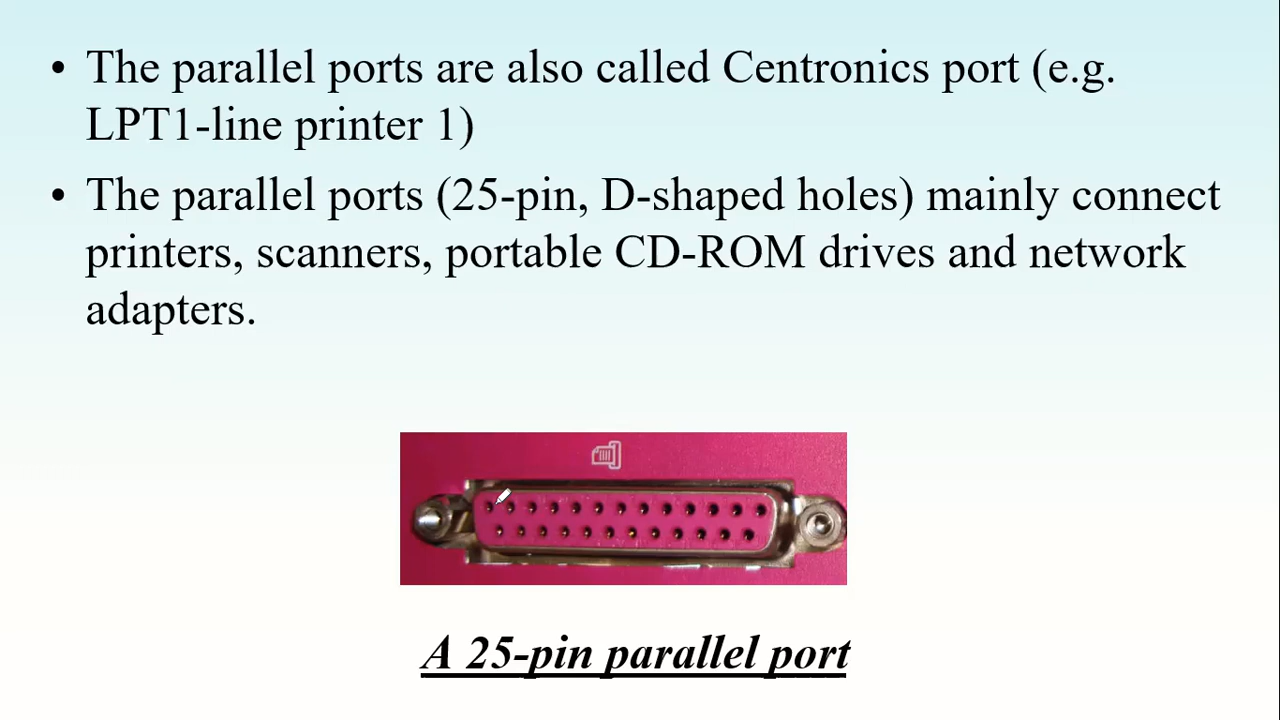 • The parallel ports are also called Centronics port (e.g.
LPT1-line printer 1)
• The parallel ports (25-pin, D-shaped holes) mainly connect
printers, scanners, portable CD-ROM drives and network
adapters.
A 25-pin parallel port